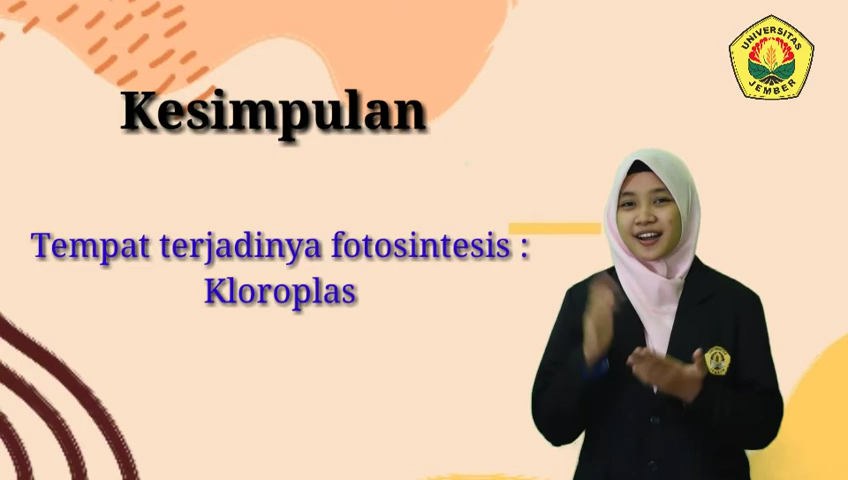 UNIVERSITAS
JEMBER
Kesimpulan
Tempat terjadinya fotosintesis :
Kloroplas